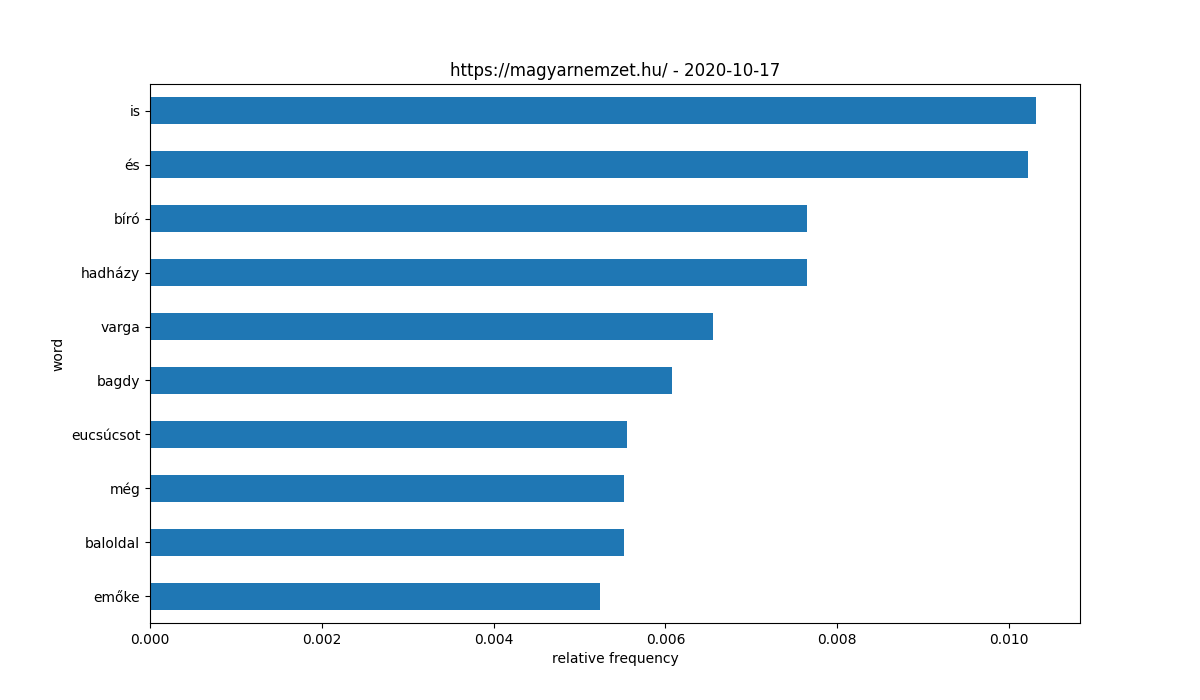 https://magyarnemzet.hu/ - 2020-10-17
is
és
bíró
hadházy
varga
bagdy
eucsúcsot
még
baloldal
emőke
word
0.000 0.002 0.004 0.006 0.008 0.010
relative frequency